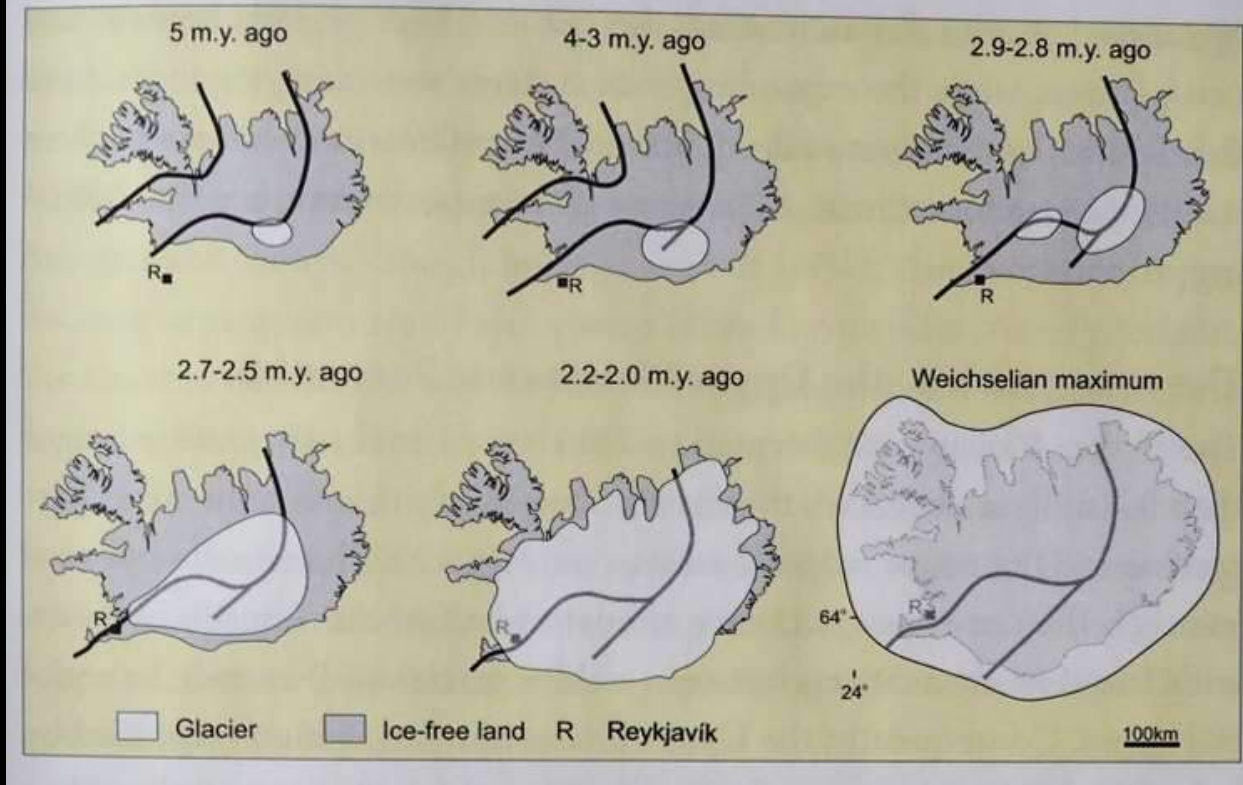 5 m.y. ago
4-3 m.y. ago
2.9-2.8 m.y. ago
R
R
R
2.7-2.5 m.y. ago
2.2-2.0 m.y. ago
Weichselian maximum
R
R
R
64°
24°
Glacier
Ice-free land
R Reykjavík
100km